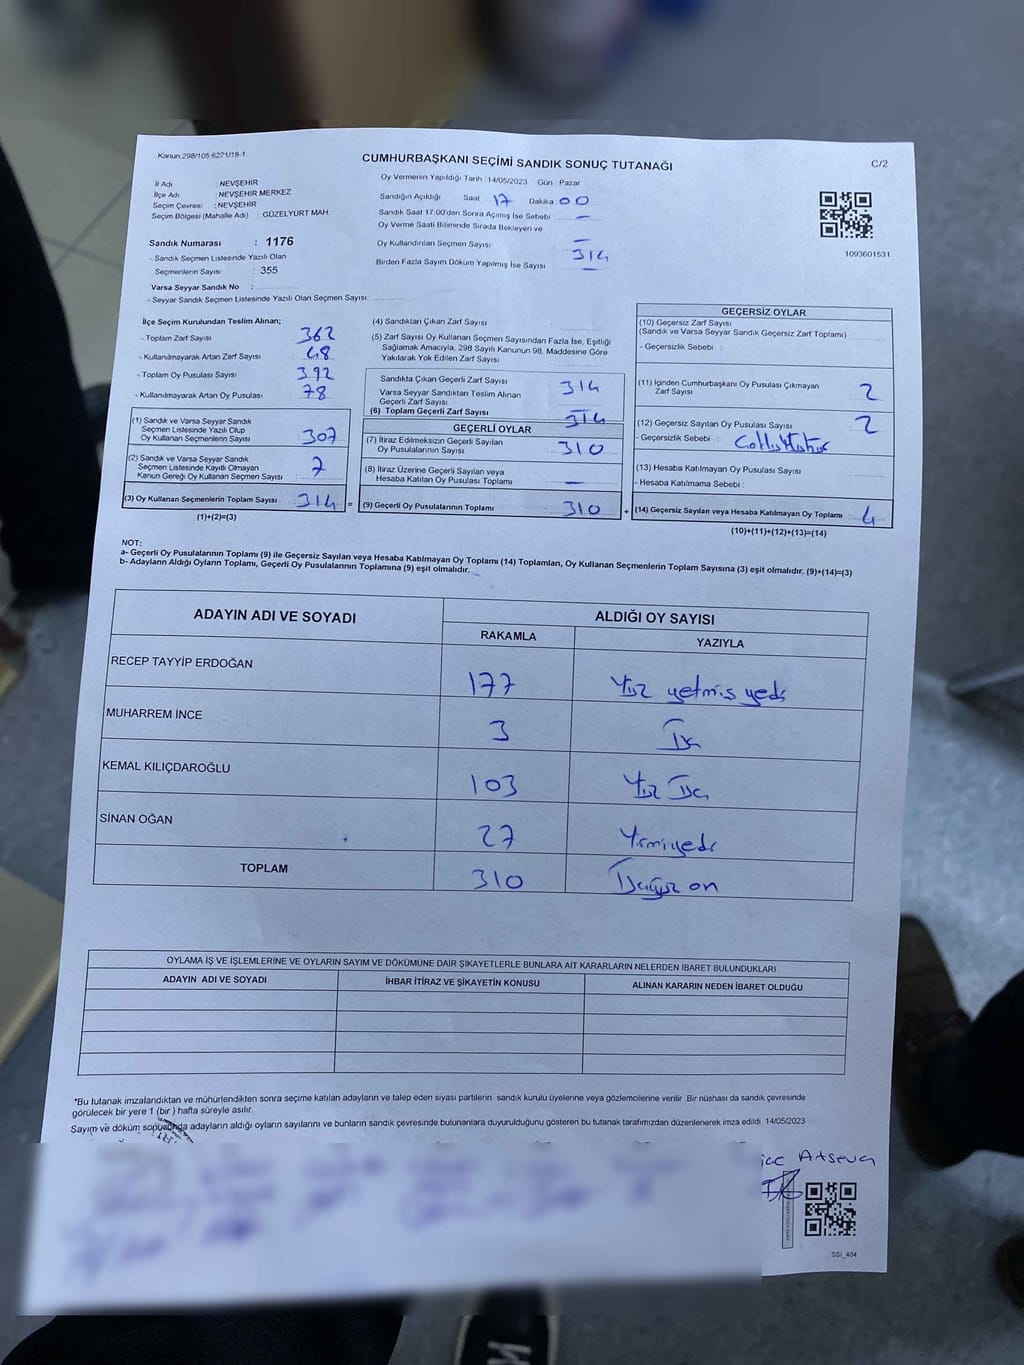 Kanun.298/105 6271/18-1
CUMHURBAŞKANI SEÇİMİ SANDIK SONUÇ TUTANAĞI
C/2
İl Adı : NEVŞEHİR
İlçe Adı : NEVŞEHİR MERKEZ
Seçim Çevresi : NEVŞEHİR
Seçim Bölgesi (Mahalle Adı) : GÜZELYURT MAH.
Sandık Numarası : 1176
- Sandık Seçmen Listesinde Yazılı Olan
Seçmenlerin Sayısı : 355
Varsa Seyyar Sandık No :
- Seyyar Sandık Seçmen Listesinde Yazılı Olan Seçmen Sayısı:
Oy Vermenin Yapıldığı Tarih : 14/05/2023 Gün : Pazar
Sandığın Açıldığı Saat 17 Dakika 00
Sandık Saat 17:00'den Sonra Açımış İse Sebebi : –
Oy Verme Saati Bitiminde Sırada Bekleyen ve
Oy Kullandırılan Seçmen Sayısı – 314
Birden Fazla Sayım Döküm Yapılmış İse Sayısı –
1093601531
İlçe Seçim Kurulundan Teslim Alınan;
- Toplam Zarf Sayısı : 362
- Kullanılmayarak Artan Zarf Sayısı : 48
- Toplam Oy Pusulası Sayısı : 392
- Kullanılmayarak Artan Oy Pusulası : 78
(1) Sandık ve Varsa Seyyar Sandık
Seçmen Listesinde Yazılı Olup
Oy Kullanan Seçmenlerin Sayısı : 307
(2) Sandık ve Varsa Seyyar Sandık
Seçmen Listesinde Kayıtlı Olmayan
Kanun Gereği Oy Kullanan Seçmen Sayısı : 7
(3) Oy Kullanan Seçmenlerin Toplam Sayısı : 314 =
(1)+(2)=(3)
(4) Sandıktan Çıkan Zarf Sayısı
(5) Zarf Sayısı Oy Kullanan Seçmen Sayısından Fazla İse, Eşitliği
Sağlamak Amacıyla, 298 Sayılı Kanunun 98. Maddesine Göre
Yakılarak Yok Edilen Zarf Sayısı
Sandıkta Çıkan Geçerli Zarf Sayısı 314
Varsa Seyyar Sandıktan Teslim Alınan
Geçerli Zarf Sayısı –
(6) Toplam Geçerli Zarf Sayısı 314
GEÇERLİ OYLAR
(7) İtiraz Edilmeksizin Geçerli Sayılan
Oy Pusulalarının Sayısı : 310
(8) İtiraz Üzerine Geçerli Sayılan veya
Hesaba Katılan Oy Pusulası Toplamı : –
(9) Geçerli Oy Pusulalarının Toplamı : 310 +
GEÇERSİZ OYLAR
(10) Geçersiz Zarf Sayısı
(Sandık ve Varsa Seyyar Sandık Geçersiz Zarf Toplamı)
- Geçersizlik Sebebi :
(11) İçinden Cumhurbaşkanı Oy Pusulası Çıkmayan
Zarf Sayısı 2
(12) Geçersiz Sayılan Oy Pusulası Sayısı 2
- Geçersizlik Sebebi :
(13) Hesaba Katılmayan Oy Pusulası Sayısı
- Hesaba Katılmama Sebebi :
(14) Geçersiz Sayılan veya Hesaba Katılmayan Oy Toplamı : 4
(10)+(11)+(12)+(13)=(14)
NOT:
a- Geçerli Oy Pusulalarının Toplamı (9) ile Geçersiz Sayılan veya Hesaba Katılmayan Oy Toplamı (14) Toplamları, Oy Kullanan Seçmenlerin Toplam Sayısına (3) eşit olmalıdır. (9)+(14)=(3)
b- Adayların Aldığı Oyların Toplamı, Geçerli Oy Pusulalarının Toplamına (9) eşit olmalıdır.
ADAYIN ADI VE SOYADI ALDIĞI OY SAYISI
RAKAMLA YAZIYLA
RECEP TAYYİP ERDOĞAN 177 Yüz yetmiş yedi
MUHARREM İNCE 3 Üç
KEMAL KILIÇDAROĞLU 103 Yüz Üç
SİNAN OĞAN 27 Yirmiyedi
TOPLAM 310 Üçyüz on
OYLAMA İŞ VE İŞLEMLERİNE VE OYLARIN SAYIM VE DÖKÜMÜNE DAİR ŞİKAYETLERLE BUNLARA AİT KARARLARIN NELERDEN İBARET BULUNDUKLARI
ADAYIN ADI VE SOYADI İHBAR İTİRAZ VE ŞİKAYETİN KONUSU ALINAN KARARIN NEDEN İBARET OLDUĞU
*Bu tutanak imzalandıktan ve mühürlendikten sonra seçime katılan adayların ve talep eden siyasi partilerin sandık kurulu üyelerine veya gözlemcilerine verilir .Bir nüshası da sandık çevresinde
görülecek bir yere 1 (bir ) hafta süreyle asılır.
Sayım ve döküm sonucunda adayların aldığı oyların sayılarını ve bunların sandık çevresinde bulunanlara duyurulduğunu gösteren bu tutanak tarafımızdan düzenlenerek imza edildi. 14/05/2023
SSİ_404